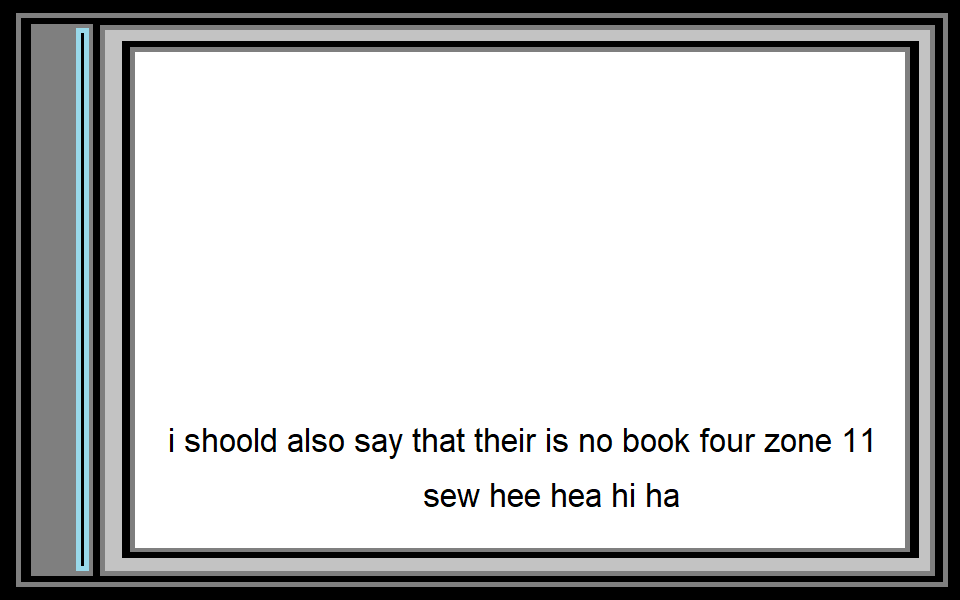 i shoold also say that their is no book four zone 11
sew hee hea hi ha